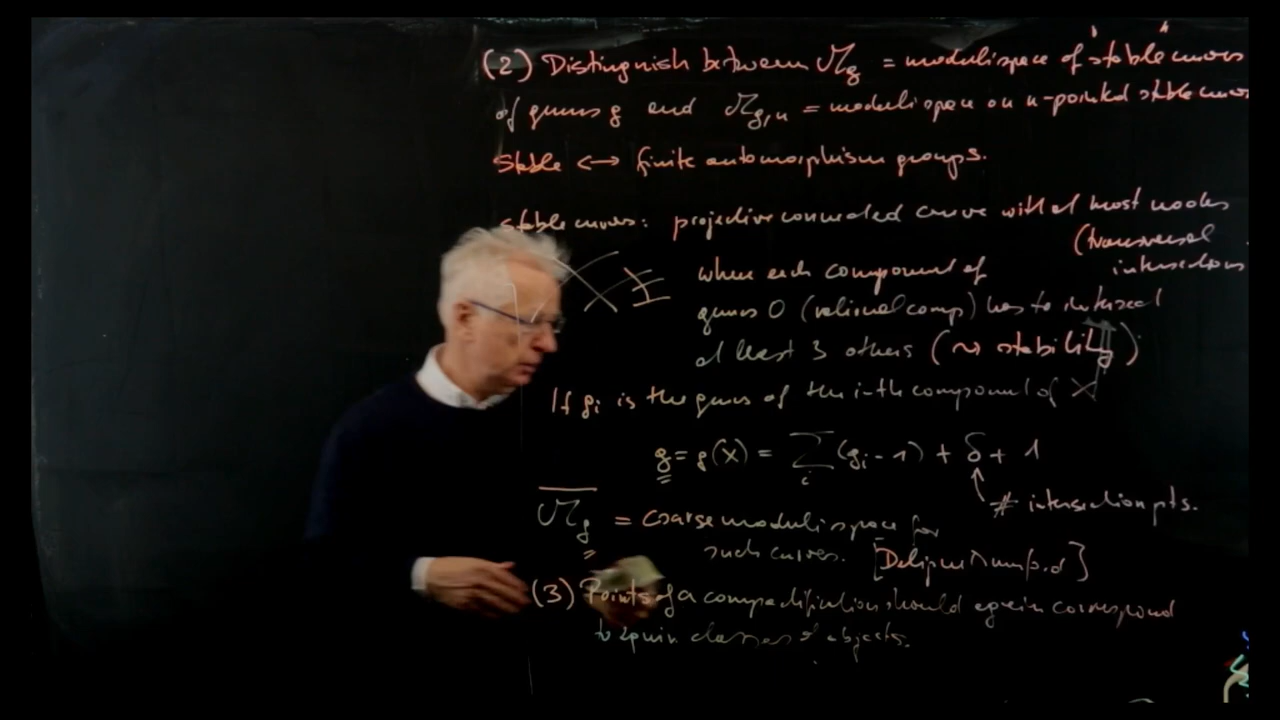 (2) Distinguish between 𝓜_g = moduli space of "stable" curves
of genus g and 𝓜_{g,n} = moduli space on n-pointed stable curves
Stable ⟷ finite automorphism groups.
stable curves: projective connected curve with at most nodes
(transversal
intersections
where each component of
genus 0 (rational comp) has to intersect
at least 3 others (⇝ stability)
If g_i is the genus of the i-th component of X
g = g(X) = Σ_i (g_i - 1) + δ + 1
# intersection pts.
\overline{𝓜_g} = coarse moduli space for
such curves. [Deligne Mumford]
(3) Points of a compactification should again correspond
to equiv classes of objects.